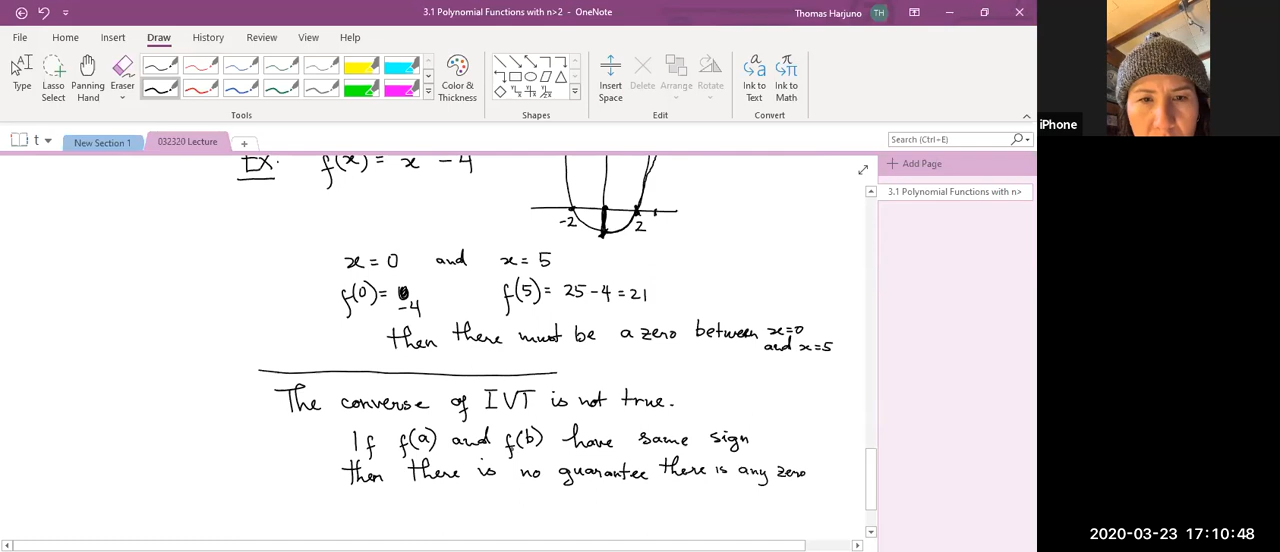 3.1 Polynomial Functions with n>2 - OneNote
Thomas Harjuno TH
File Home Insert Draw History Review View Help
Type
Lasso Select
Panning Hand
Eraser
Color & Thickness
Insert Space
Delete
Arrange
Rotate
Ink to Text
Ink to Math
Tools Shapes Edit Convert
t New Section 1 032320 Lecture
Search (Ctrl+E)
Add Page
3.1 Polynomial Functions with n>
iPhone
Ex. f(x) = x - 4
-2 2
x = 0 and x = 5
f(0) = -4 f(5) = 25 - 4 = 21
then there must be a zero between x=0
and x=5
The converse of IVT is not true.
If f(a) and f(b) have same sign
then there is no guarantee there is any zero
2020-03-23 17:10:48